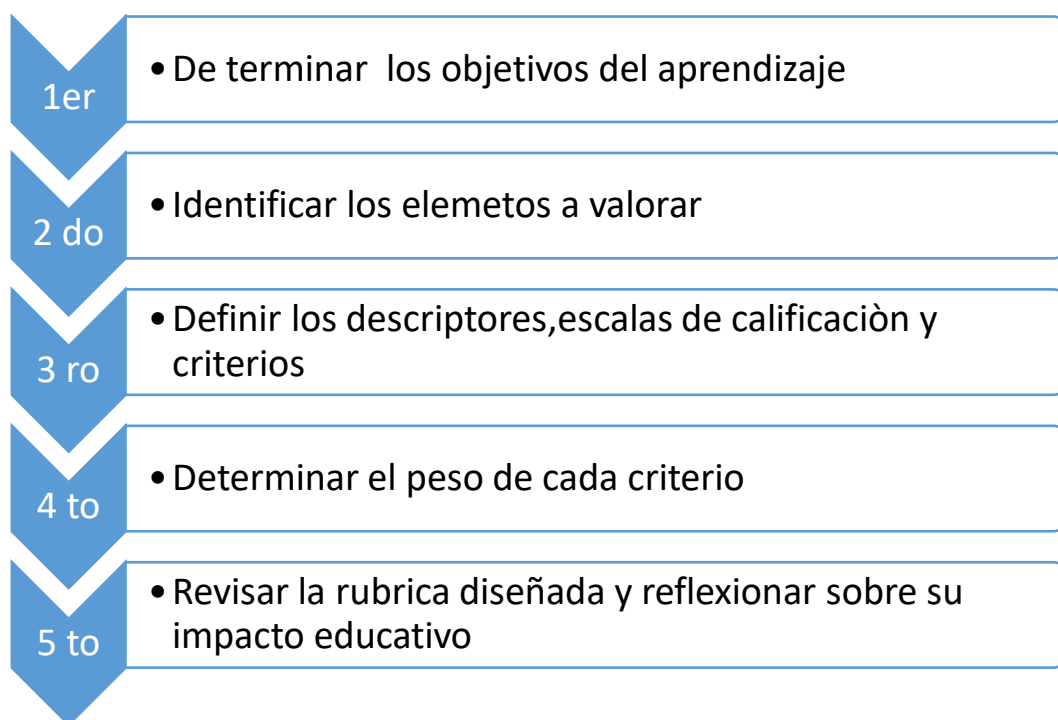 1er
• De terminar  los objetivos del aprendizaje
2 do
• Identificar los elemetos a valorar
3 ro
• Definir los descriptores,escalas de calificaciòn y
criterios
4 to
• Determinar el peso de cada criterio
5 to
• Revisar la rubrica diseñada y reflexionar sobre su
impacto educativo